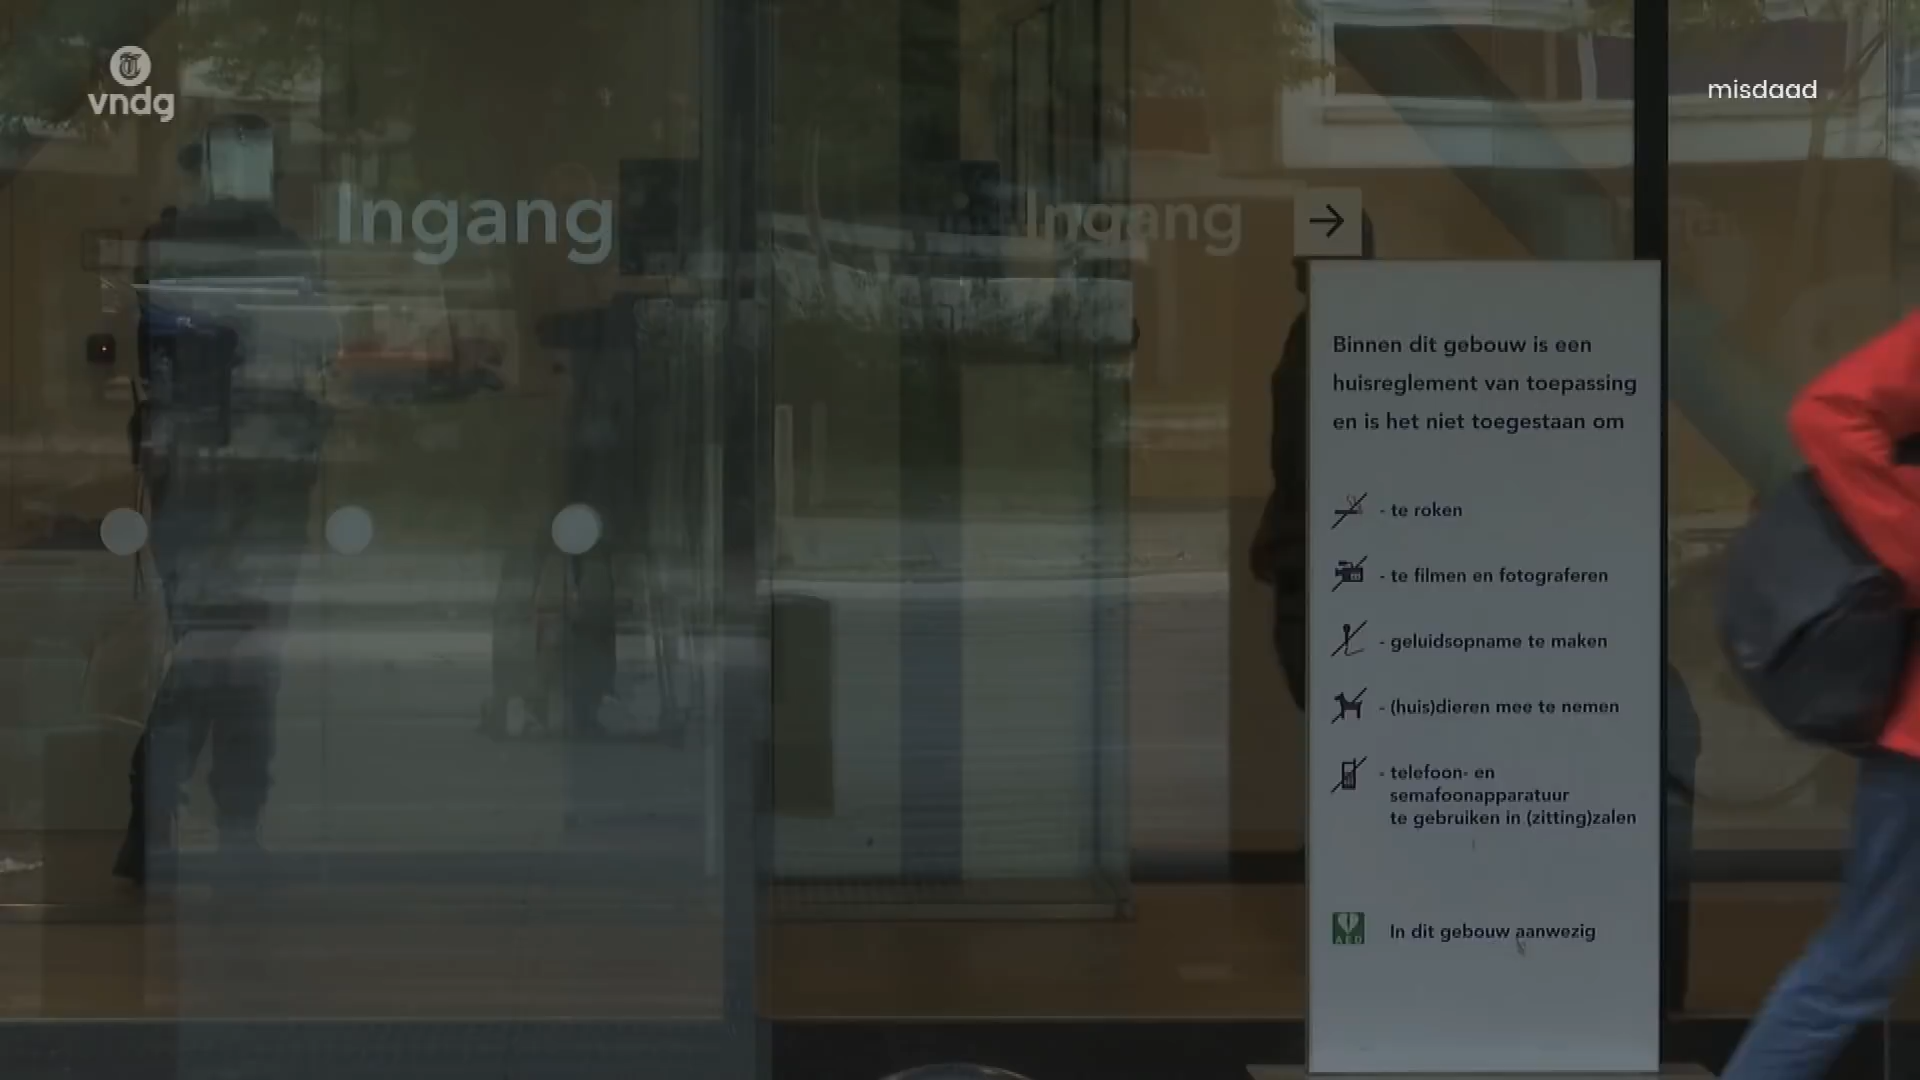 vndg
misdaad
Ingang
Ingang →
Binnen dit gebouw is een
huisreglement van toepassing
en is het niet toegestaan om
- te roken
- te filmen en fotograferen
- geluidsopname te maken
- (huis)dieren mee te nemen
- telefoon- en
semafoonapparatuur
te gebruiken in (zitting)zalen
AED
In dit gebouw aanwezig